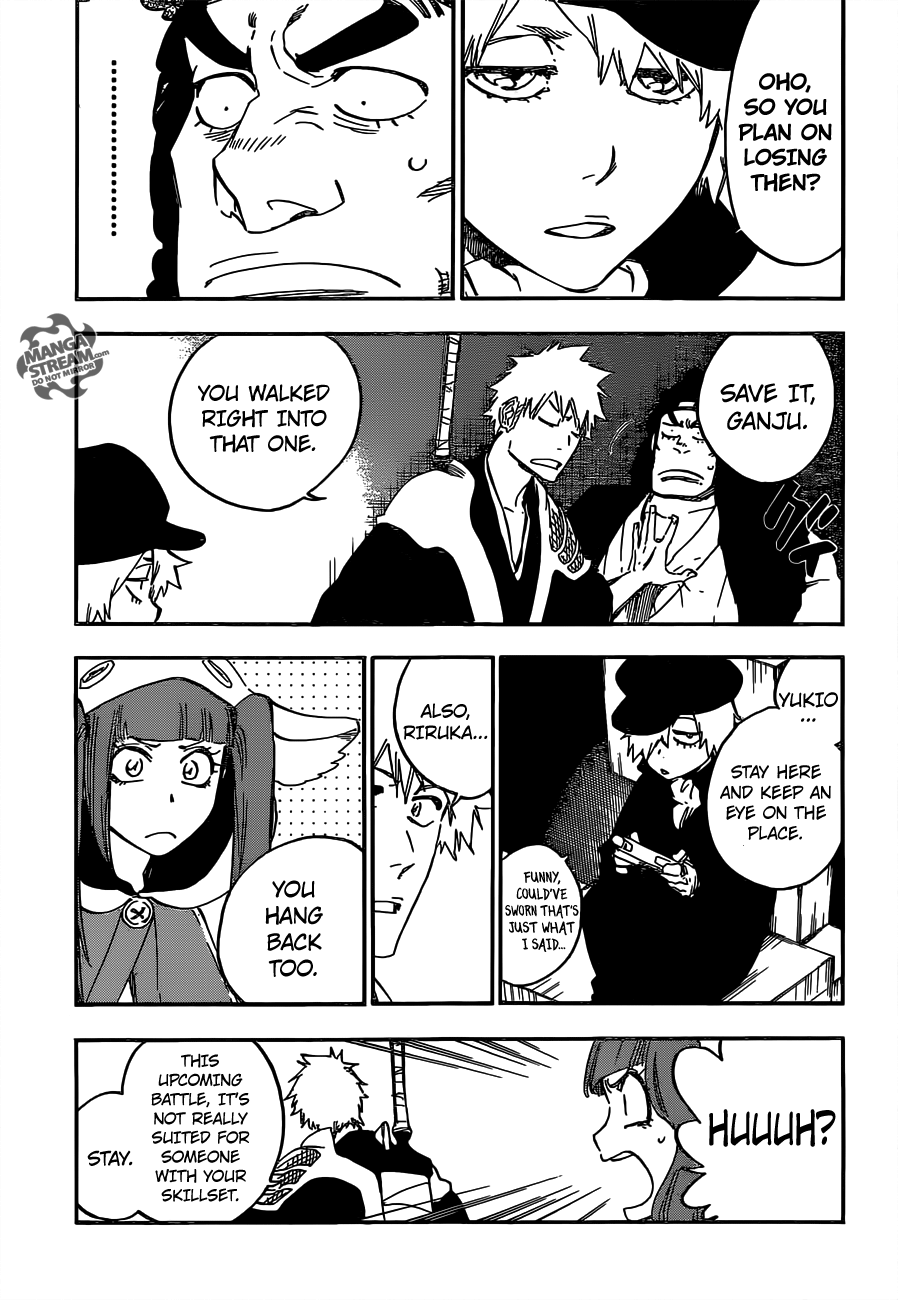 OHO,
SO YOU
PLAN ON
LOSING
THEN?
..........
SAVE IT,
GANJU.
グッ
YOU WALKED
RIGHT INTO
THAT ONE.
MANGA
STREAM.com
DO NOT MIRROR
YUKIO
...
STAY HERE
AND KEEP AN
EYE ON THE
PLACE.
FUNNY,
COULD'VE
SWORN THAT'S
JUST WHAT
I SAID...
ALSO,
RIRUKA...
YOU
HANG
BACK
TOO.
HUUUH?
THIS
UPCOMING
BATTLE, IT'S
NOT REALLY
SUITED FOR
SOMEONE
WITH YOUR
SKILLSET.
STAY.